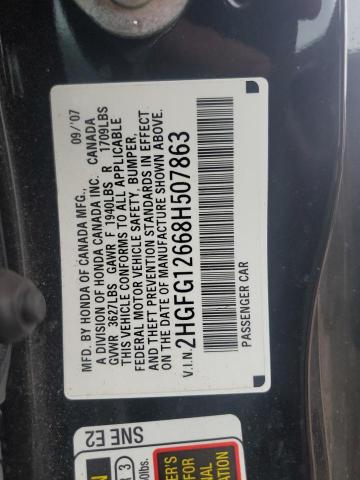 MFD. BY HONDA OF CANADA MFG., 09/'07
A DIVISION OF HONDA CANADA INC. CANADA
GVWR 3627LBS GAWR F 1940LBS R 1709LBS
THIS VEHICLE CONFORMS TO ALL APPLICABLE
FEDERAL MOTOR VEHICLE SAFETY, BUMPER,
AND THEFT PREVENTION STANDARDS IN EFFECT
ON THE DATE OF MANUFACTURE SHOWN ABOVE.
V.I.N. 2HGFG12668H507863
PASSENGER CAR
SNE E2